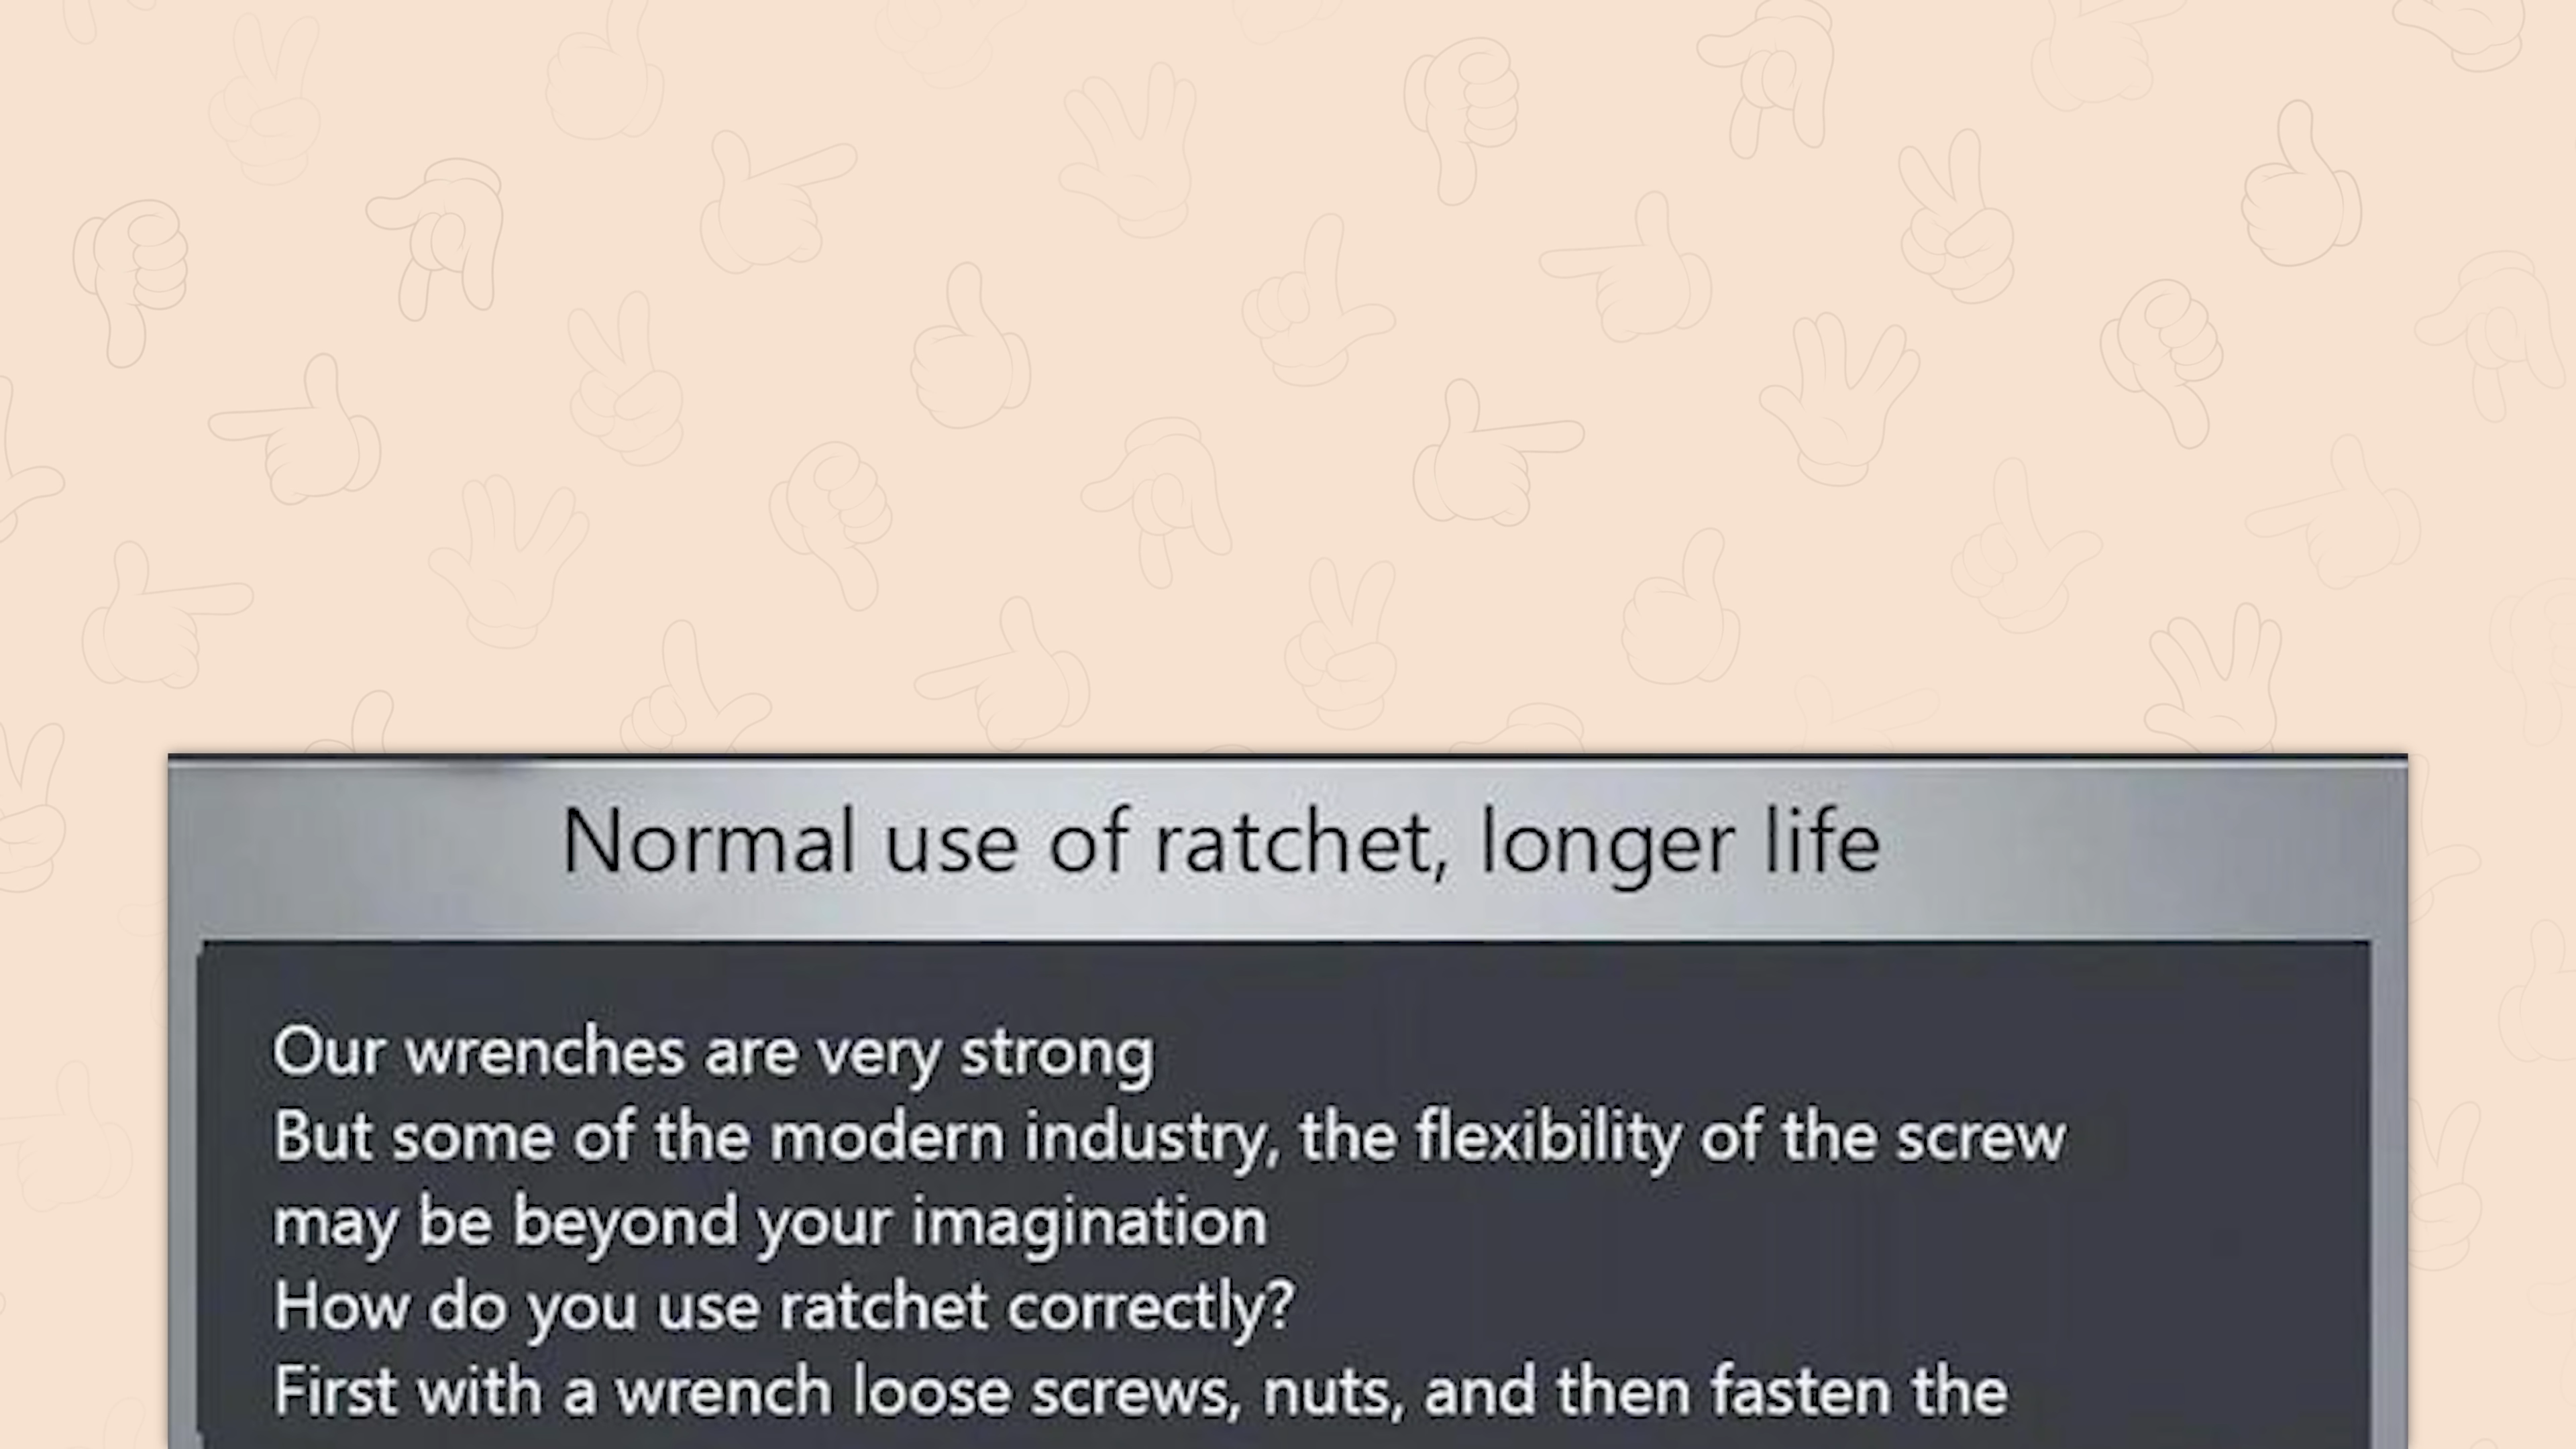 Normal use of ratchet, longer life
Our wrenches are very strong
But some of the modern industry, the flexibility of the screw
may be beyond your imagination
How do you use ratchet correctly?
First with a wrench loose screws, nuts, and then fasten the